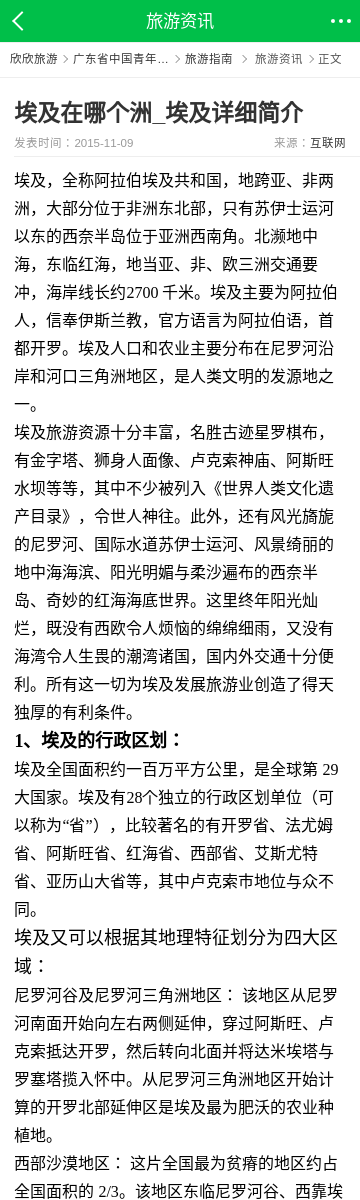 旅游资讯
欣欣旅游 > 广东省中国青年... > 旅游指南 > 旅游资讯 > 正文
埃及在哪个洲_埃及详细简介
发表时间：2015-11-09 来源：互联网
埃及，全称阿拉伯埃及共和国，地跨亚、非两
洲，大部分位于非洲东北部，只有苏伊士运河
以东的西奈半岛位于亚洲西南角。北濒地中
海，东临红海，地当亚、非、欧三洲交通要
冲，海岸线长约2700 千米。埃及主要为阿拉伯
人，信奉伊斯兰教，官方语言为阿拉伯语，首
都开罗。埃及人口和农业主要分布在尼罗河沿
岸和河口三角洲地区，是人类文明的发源地之
一。
埃及旅游资源十分丰富，名胜古迹星罗棋布，
有金字塔、狮身人面像、卢克索神庙、阿斯旺
水坝等等，其中不少被列入《世界人类文化遗
产目录》，令世人神往。此外，还有风光旖旎
的尼罗河、国际水道苏伊士运河、风景绮丽的
地中海海滨、阳光明媚与柔沙遍布的西奈半
岛、奇妙的红海海底世界。这里终年阳光灿
烂，既没有西欧令人烦恼的绵绵细雨，又没有
海湾令人生畏的潮湾诸国，国内外交通十分便
利。所有这一切为埃及发展旅游业创造了得天
独厚的有利条件。
1、埃及的行政区划：
埃及全国面积约一百万平方公里，是全球第 29
大国家。埃及有28个独立的行政区划单位（可
以称为“省”），比较著名的有开罗省、法尤姆
省、阿斯旺省、红海省、西部省、艾斯尤特
省、亚历山大省等，其中卢克索市地位与众不
同。
埃及又可以根据其地理特征划分为四大区
域：
尼罗河谷及尼罗河三角洲地区： 该地区从尼罗
河南面开始向左右两侧延伸，穿过阿斯旺、卢
克索抵达开罗，然后转向北面并将达米埃塔与
罗塞塔揽入怀中。从尼罗河三角洲地区开始计
算的开罗北部延伸区是埃及最为肥沃的农业种
植地。
西部沙漠地区： 这片全国最为贫瘠的地区约占
全国面积的 2/3。该地区东临尼罗河谷、西靠埃